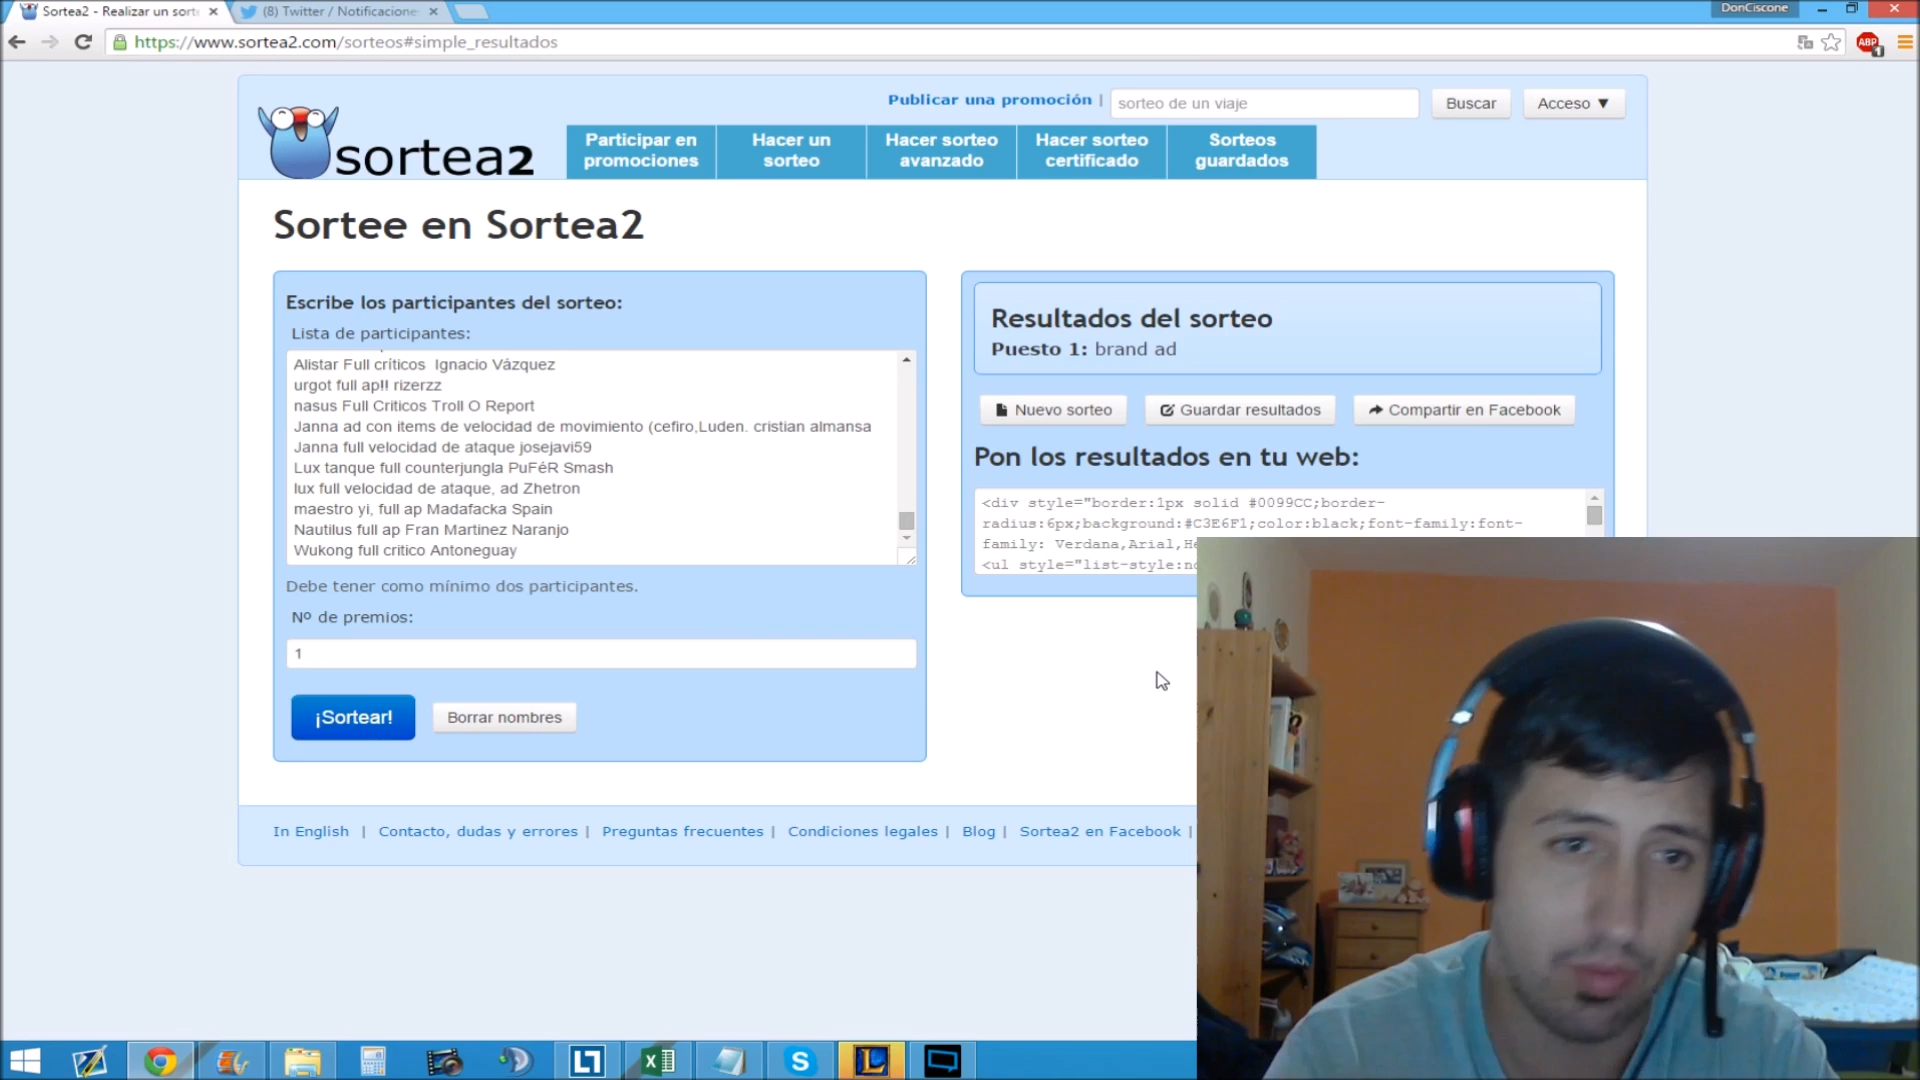 Sortea2 - Realizar un sort
(8) Twitter / Notificacione
DonCiscone
https://www.sortea2.com/sorteos#simple_resultados
ABP
1
Publicar una promoción |
sorteo de un viaje
Buscar
Acceso ▼
sortea2
Participar en promociones
Hacer un sorteo
Hacer sorteo avanzado
Hacer sorteo certificado
Sorteos guardados
Sortee en Sortea2
Escribe los participantes del sorteo:
Lista de participantes:
Alistar Full críticos  Ignacio Vázquez
urgot full ap!! rizerzz
nasus Full Criticos Troll O Report
Janna ad con items de velocidad de movimiento (cefiro,Luden. cristian almansa
Janna full velocidad de ataque josejavi59
Lux tanque full counterjungla PuFéR Smash
lux full velocidad de ataque, ad Zhetron
maestro yi, full ap Madafacka Spain
Nautilus full ap Fran Martinez Naranjo
Wukong full critico Antoneguay
Debe tener como mínimo dos participantes.
Nº de premios:
1
¡Sortear!
Borrar nombres
Resultados del sorteo
Puesto 1: brand ad
Nuevo sorteo
Guardar resultados
Compartir en Facebook
Pon los resultados en tu web:
<div style="border:1px solid #0099CC;border-
radius:6px;background:#C3E6F1;color:black;font-family:font-
family: Verdana,Arial,He
<ul style="list-style:no
In English | Contacto, dudas y errores | Preguntas frecuentes | Condiciones legales | Blog | Sortea2 en Facebook |